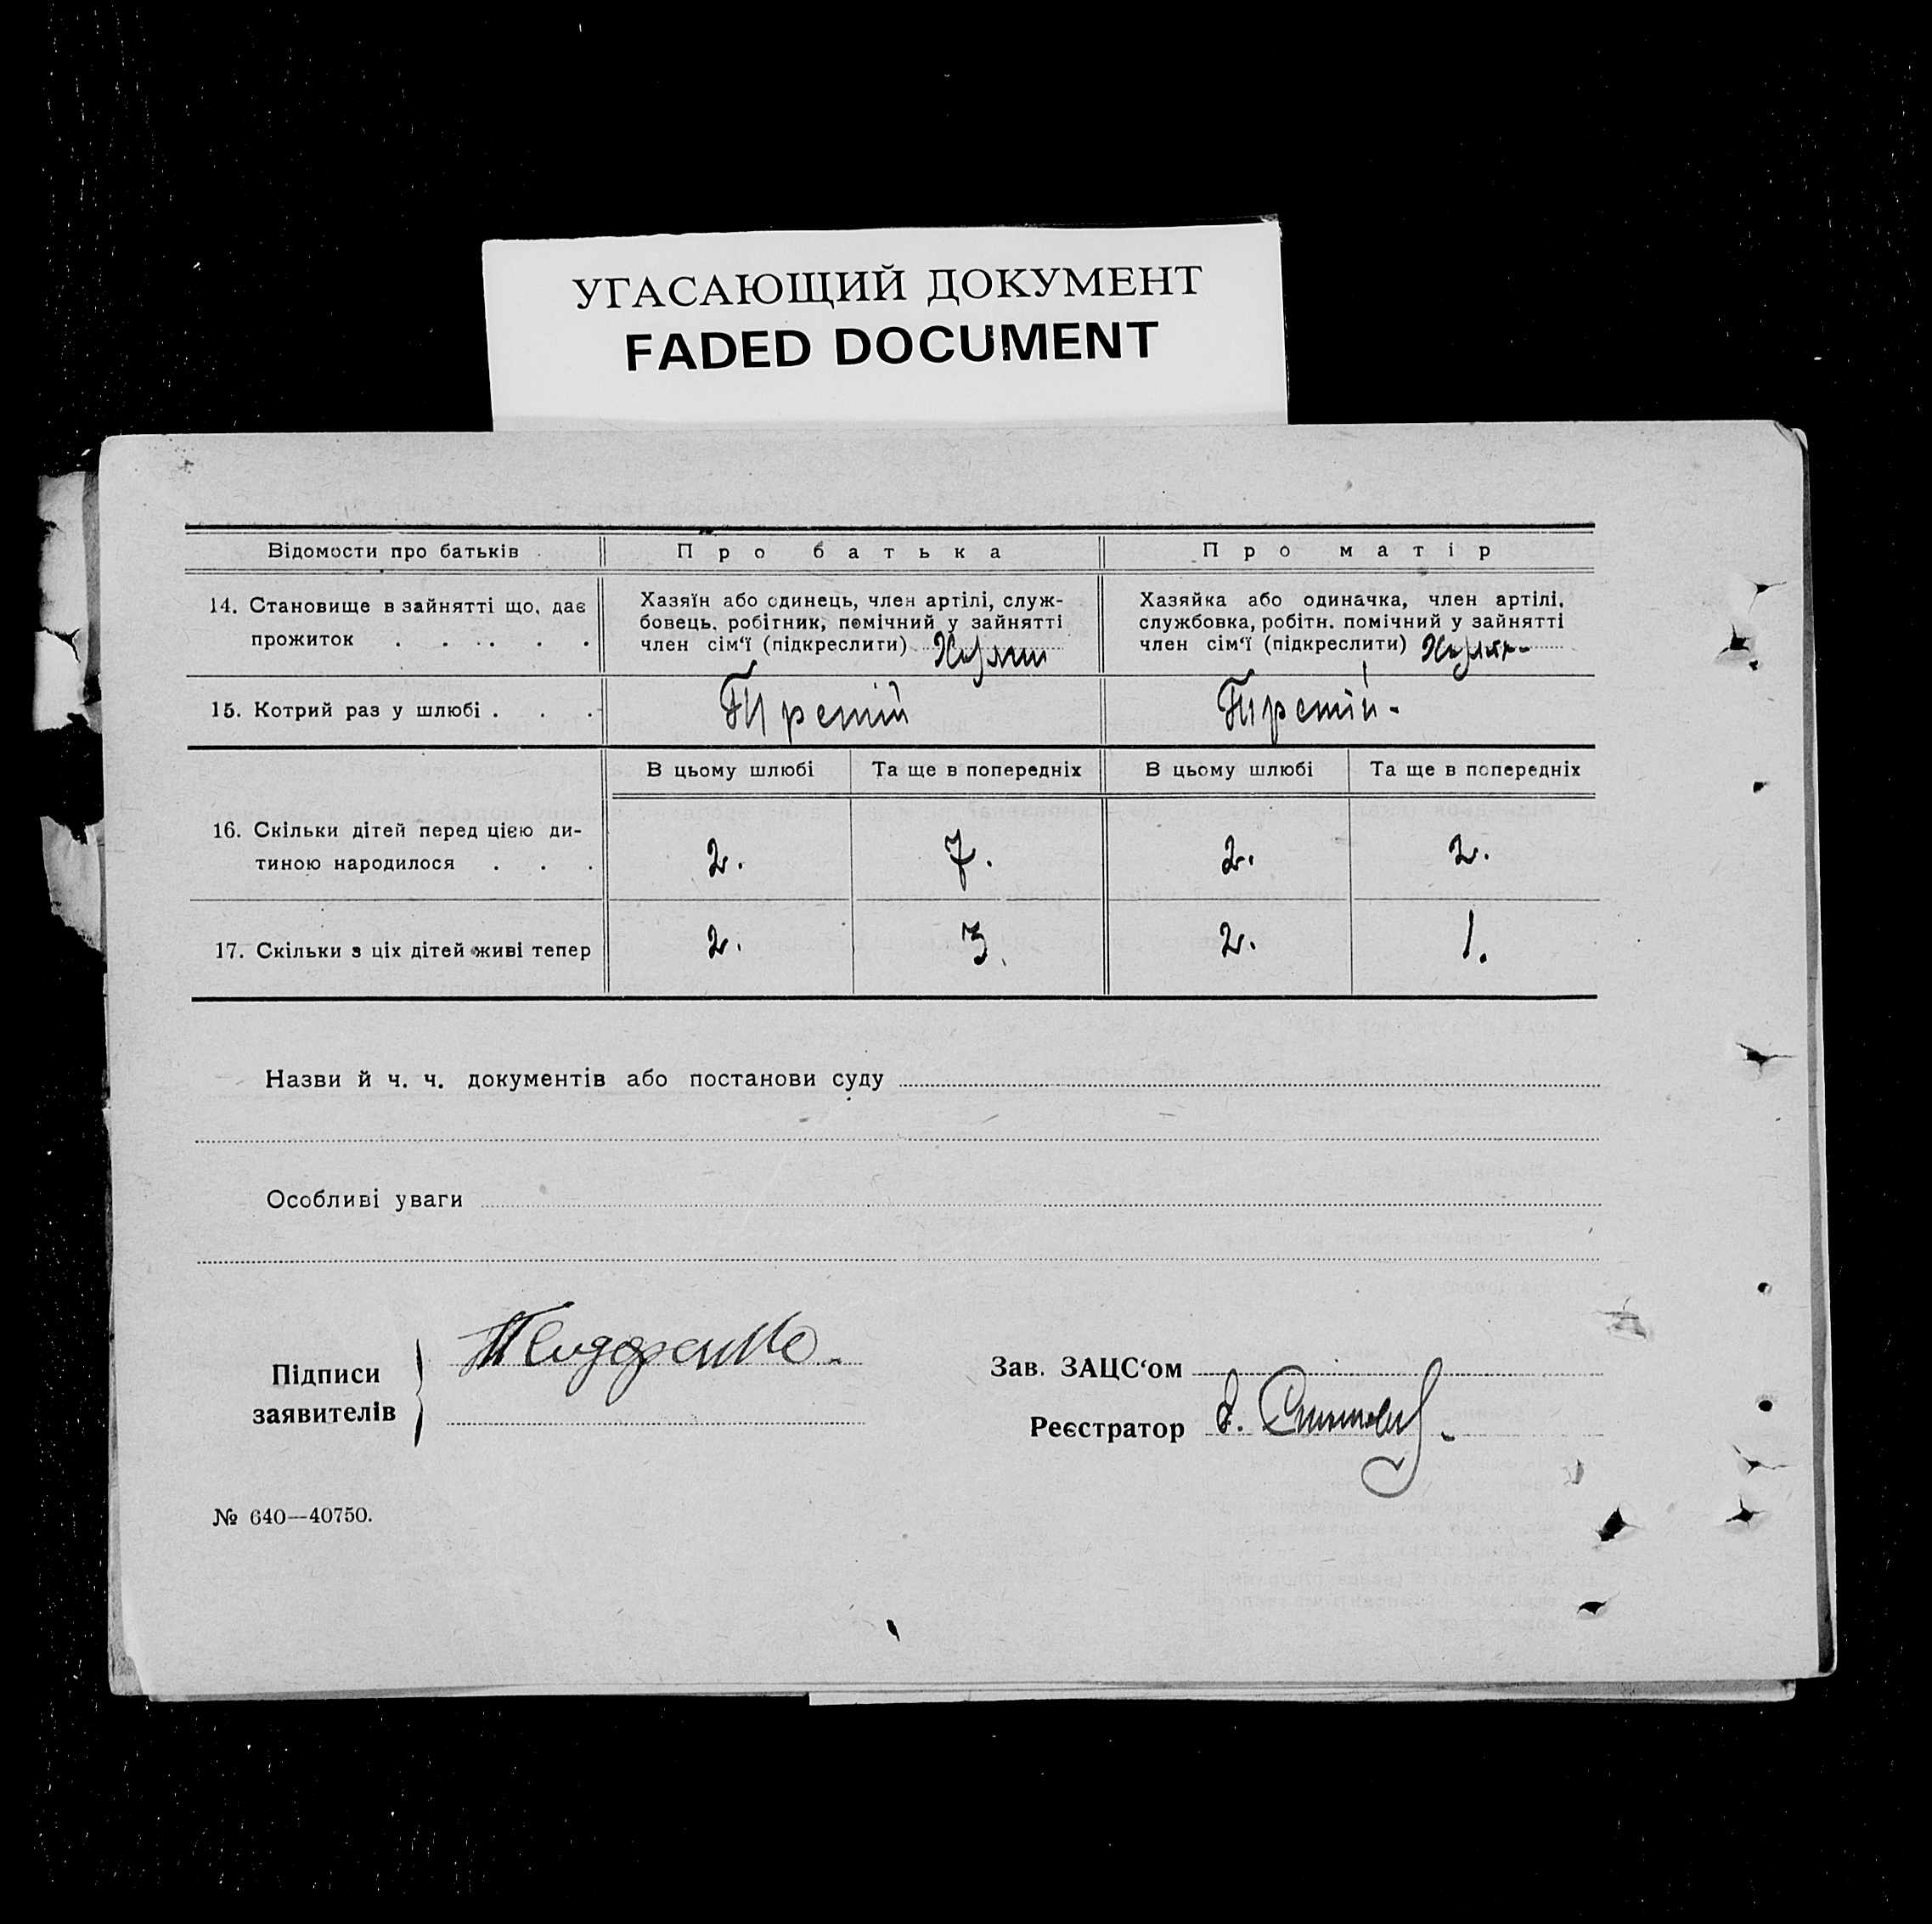 УГАСАЮЩИЙ ДОКУМЕНТ
FADED DOCUMENT
Відомости про батьків
Про батька
Про матір
14. Становище в зайнятті що, дає
прожиток . . . . .
Хазяїн або одинець, член артілі, служ-
бовець, робітник, помічний у зайнятті
член сім‘ї (підкреслити) Хазяин
Хазяйка або одиначка, член артілі,
службовка, робітн. помічний у зайнятті
член сім‘ї (підкреслити)
15. Котрий раз у шлюбі . . .
Третій
Третій -
В цьому шлюбі
Та ще в попередніх
В цьому шлюбі
Та ще в попередніх
16. Скільки дітей перед цією ди-
тиною народилося . . .
2.
7.
2.
2.
17. Скільки з ціх дітей живі тепер
2.
3.
2.
1.
Назви й ч. ч. документів або постанови суду
Особливі уваги
Підписи
заявителів
Зав. ЗАЦС‘ом
Реєстратор
№ 640—40750.